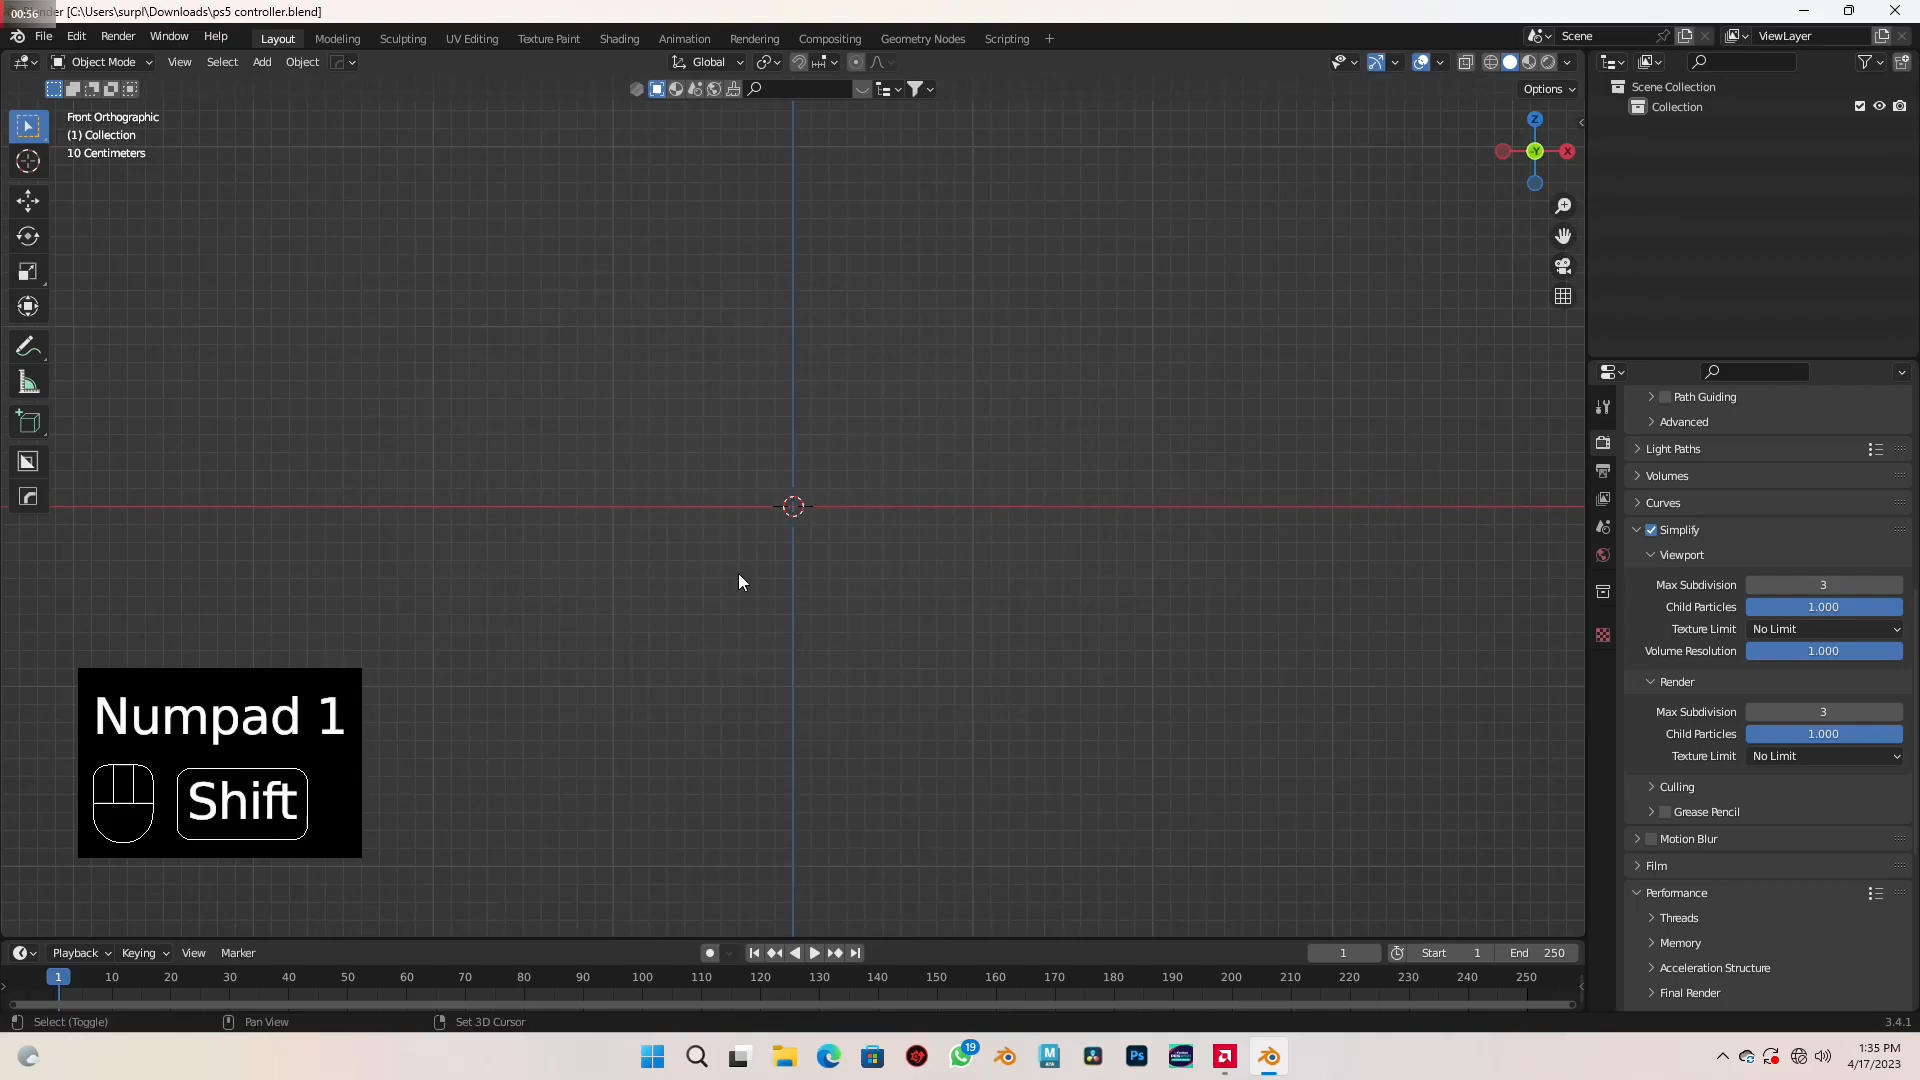 00:56
[C:\Users\surpl\Downloads\ps5 controller.blend]
File Edit Render Window Help
Layout Modeling Sculpting UV Editing Texture Paint Shading Animation Rendering Compositing Geometry Nodes Scripting +
Scene
ViewLayer
Object Mode View Select Add Object
Global
Options
Front Orthographic
(1) Collection
10 Centimeters
Z
-Y
X
Scene Collection
Collection
Path Guiding
Advanced
Light Paths
Volumes
Curves
Simplify
Viewport
Max Subdivision 3
Child Particles 1.000
Texture Limit No Limit
Volume Resolution 1.000
Render
Max Subdivision 3
Child Particles 1.000
Texture Limit No Limit
Culling
Grease Pencil
Motion Blur
Film
Performance
Threads
Memory
Acceleration Structure
Final Render
Numpad 1
Shift
Playback Keying View Marker
1 Start 1 End 250
1 10 20 30 40 50 60 70 80 90 100 110 120 130 140 150 160 170 180 190 200 210 220 230 240 250
Select (Toggle) Pan View Set 3D Cursor
3.4.1
19
M
Ps
1:35 PM
4/17/2023